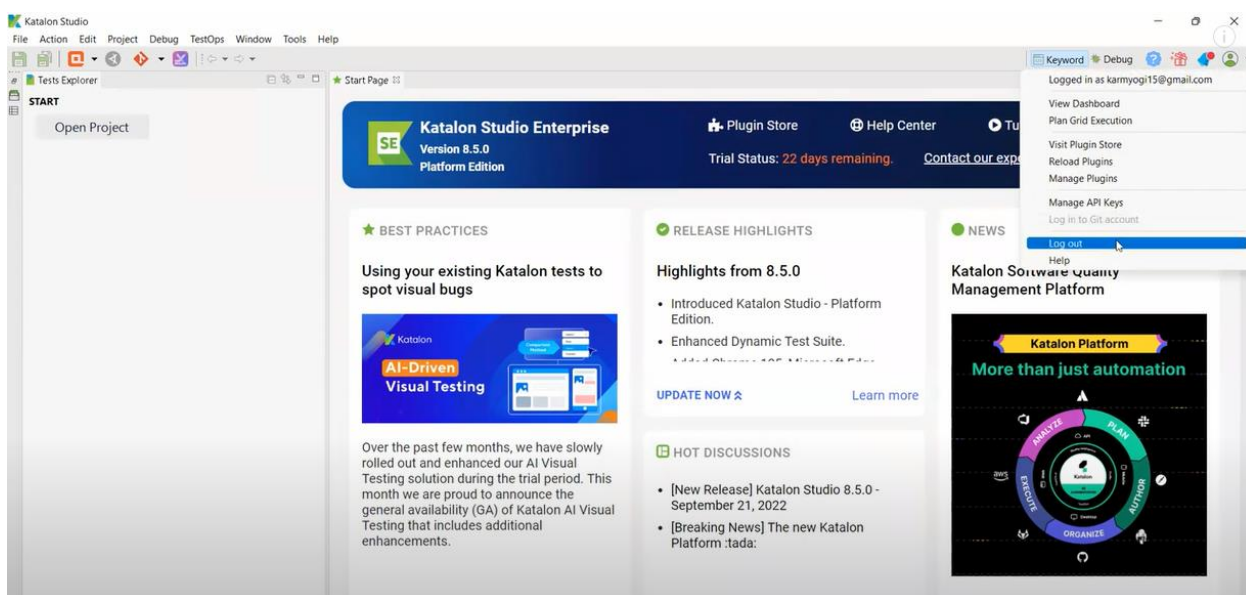 Katalon Studio
File Action Edit Project Debug TestOps Window Tools Help
Keyword Debug
Tests Explorer
Start Page
START
Open Project
Logged in as karmyogi15@gmail.com
View Dashboard
Plan Grid Execution
Visit Plugin Store
Reload Plugins
Manage Plugins
Manage API Keys
Log in to Git account
Log out
Help
SE
Katalon Studio Enterprise
Version 8.5.0
Platform Edition
Plugin Store Help Center Tu
Trial Status: 22 days remaining. Contact our expe
BEST PRACTICES
Using your existing Katalon tests to
spot visual bugs
Katalon
AI-Driven
Visual Testing
Over the past few months, we have slowly
rolled out and enhanced our AI Visual
Testing solution during the trial period. This
month we are proud to announce the
general availability (GA) of Katalon AI Visual
Testing that includes additional
enhancements.
RELEASE HIGHLIGHTS
Highlights from 8.5.0
• Introduced Katalon Studio - Platform
Edition.
• Enhanced Dynamic Test Suite.
UPDATE NOW Learn more
HOT DISCUSSIONS
• [New Release] Katalon Studio 8.5.0 -
September 21, 2022
• [Breaking News] The new Katalon
Platform :tada:
NEWS
Katalon Software Quality
Management Platform
Katalon Platform
More than just automation
ANALYZE
PLAN
AUTHOR
ORGANIZE
EXECUTE
aws
Katalon